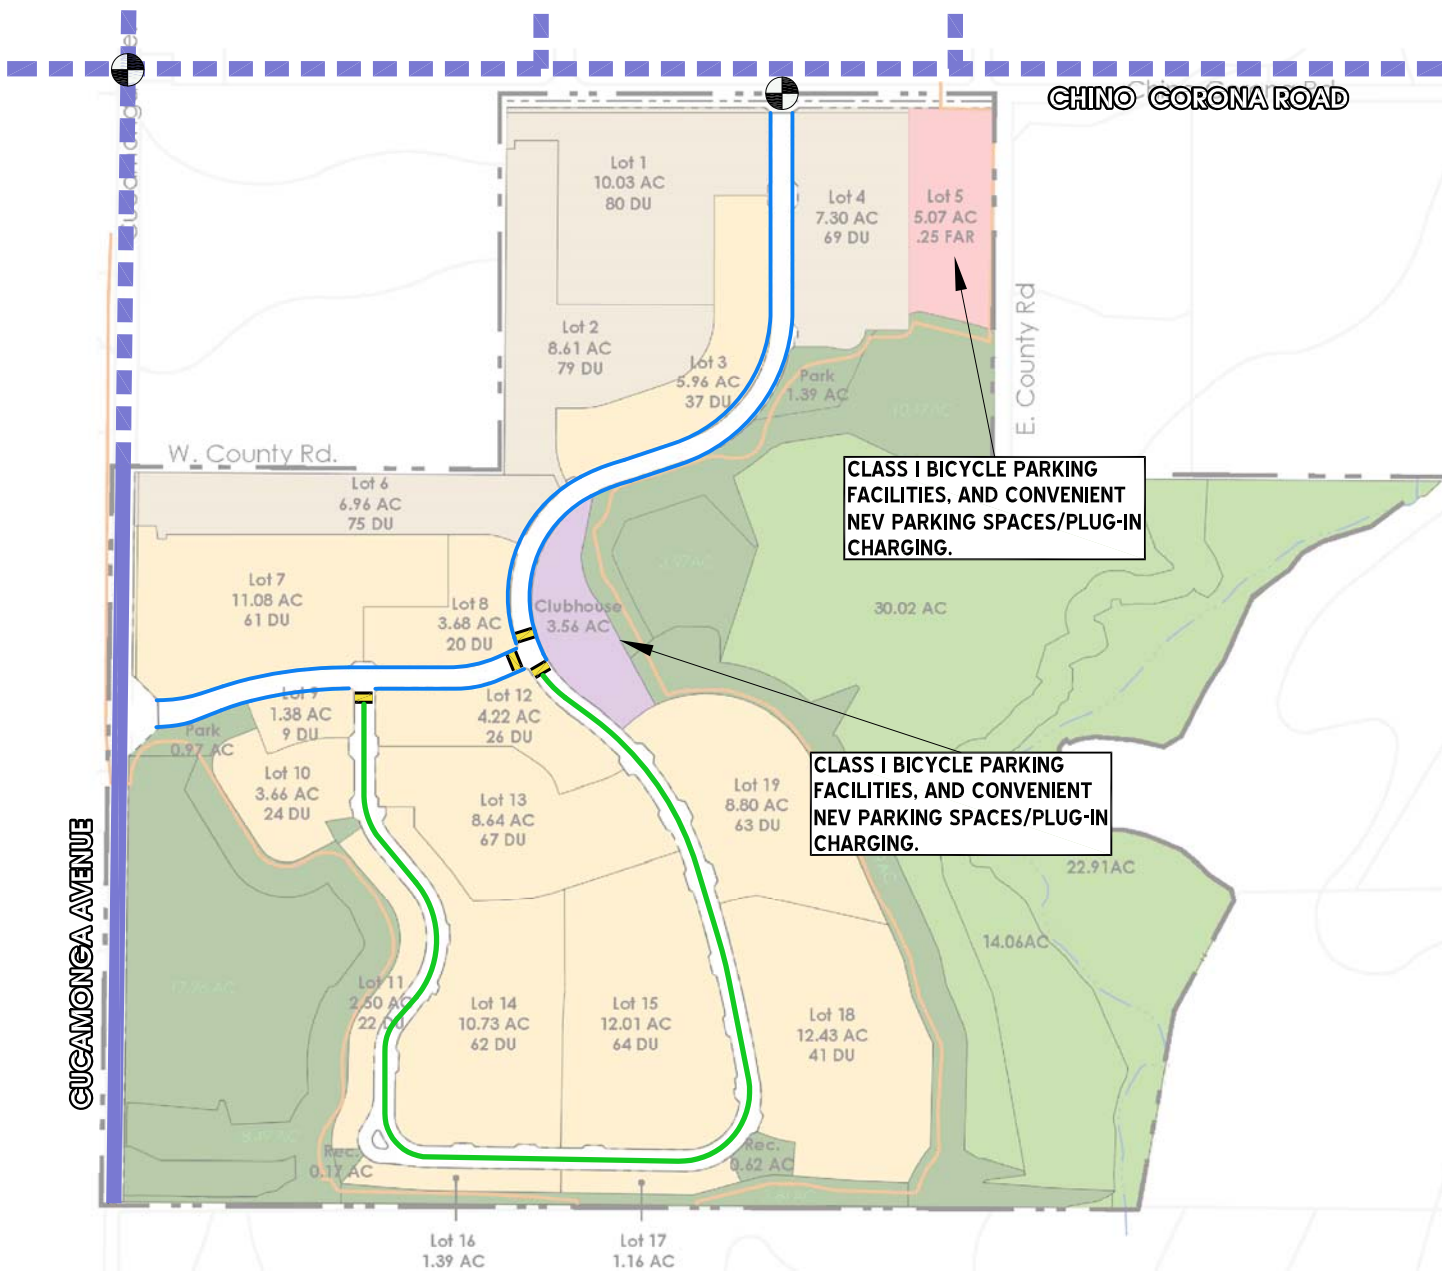 CHINO CORONA ROAD
Lot 1
10.03 AC
80 DU
Lot 4
7.30 AC
69 DU
Lot 5
5.07 AC
.25 FAR
Lot 2
8.61 AC
79 DU
Lot 3
5.96 AC
37 DU
Park
1.39 AC
10.17 AC
E. County Rd
W. County Rd.
Lot 6
6.96 AC
75 DU
CLASS I BICYCLE PARKING
FACILITIES, AND CONVENIENT
NEV PARKING SPACES/PLUG-IN
CHARGING.
Lot 7
11.08 AC
61 DU
Lot 8
3.68 AC
20 DU
Clubhouse
3.56 AC
30.02 AC
Lot 9
1.38 AC
9 DU
Lot 12
4.22 AC
26 DU
Park
0.97 AC
Lot 10
3.66 AC
24 DU
Lot 13
8.64 AC
67 DU
Lot 19
8.80 AC
63 DU
CLASS I BICYCLE PARKING
FACILITIES, AND CONVENIENT
NEV PARKING SPACES/PLUG-IN
CHARGING.
22.91AC
14.06AC
CUCAMONGA AVENUE
Lot 11
2.50 AC
22 DU
Lot 14
10.73 AC
62 DU
Lot 15
12.01 AC
64 DU
Lot 18
12.43 AC
41 DU
Rec.
0.17 AC
Rec.
0.62 AC
Lot 16
1.39 AC
Lot 17
1.16 AC